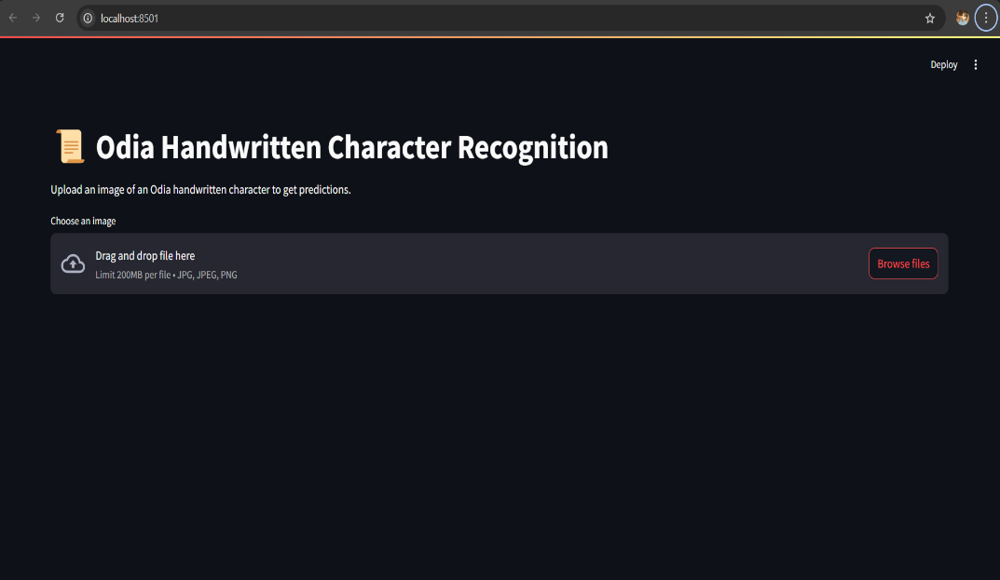 localhost:8501
Deploy
📜 Odia Handwritten Character Recognition
Upload an image of an Odia handwritten character to get predictions.
Choose an image
Drag and drop file here
Limit 200MB per file • JPG, JPEG, PNG
Browse files